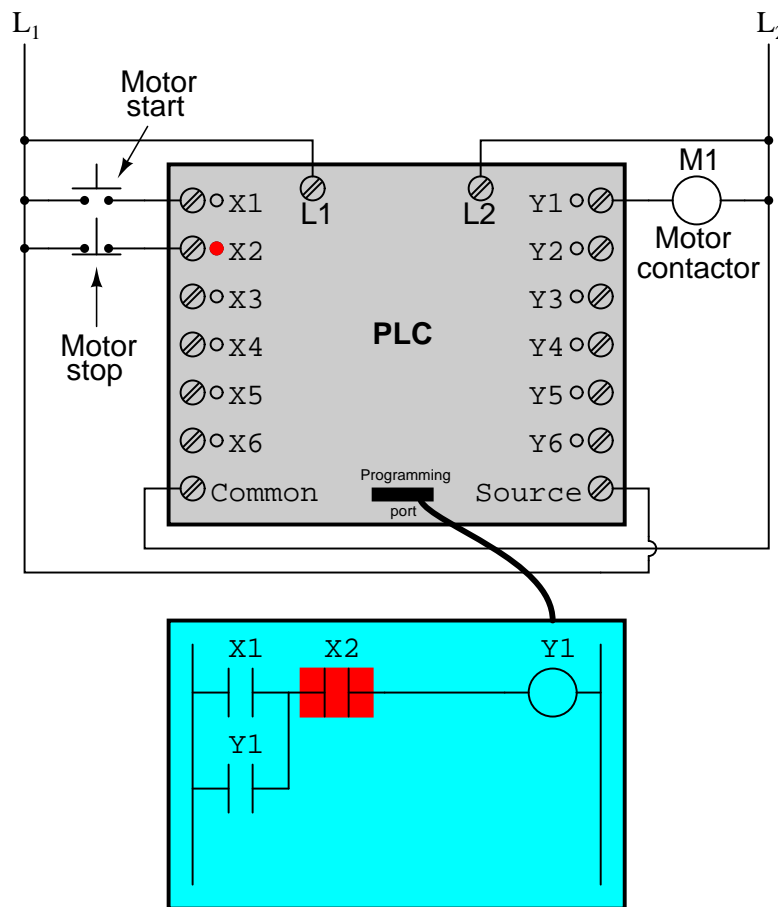 L1 L2
Motor
start
M1
X1 L1 L2 Y1
Motor
contactor
X2 Y2
X3 Y3
Motor
stop
X4 PLC Y4
X5 Y5
X6 Y6
Common Programming
port Source
X1 X2 Y1
Y1